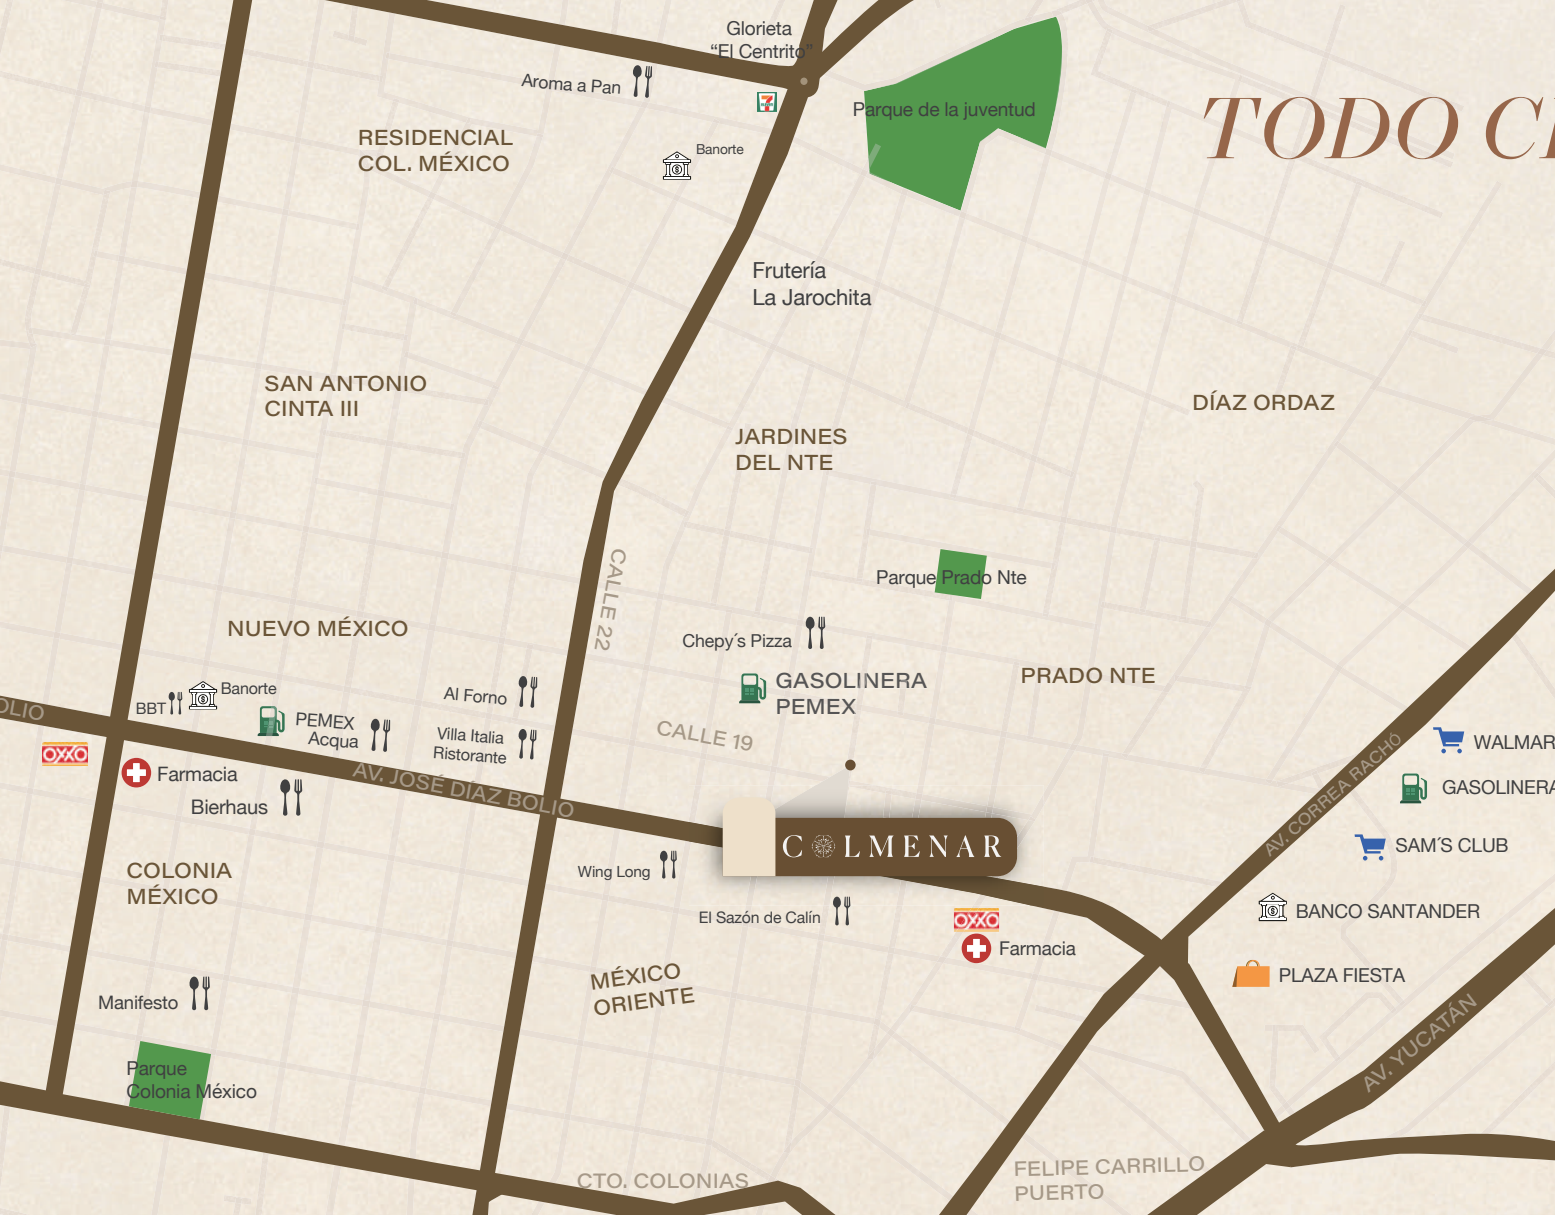 Glorieta
“El Centrito”
Aroma a Pan
7
Parque de la juventud
TODO C
RESIDENCIAL
COL. MÉXICO
Banorte
Frutería
La Jarochita
SAN ANTONIO
CINTA III
DÍAZ ORDAZ
JARDINES
DEL NTE
CALLE 22
Parque Prado Nte
NUEVO MÉXICO
Chepy´s Pizza
GASOLINERA
PEMEX
PRADO NTE
Al Forno
BBT
Banorte
OLIO
PEMEX
Acqua
Villa Italia
Ristorante
CALLE 19
AV. CORREA RACHÓ
WALMAR
OXXO
Farmacia
AV. JOSÉ DÍAZ BOLIO
GASOLINERA
Bierhaus
COLMENAR
SAM´S CLUB
COLONIA
MÉXICO
Wing Long
El Sazón de Calín
OXXO
Farmacia
BANCO SANTANDER
PLAZA FIESTA
MÉXICO
ORIENTE
Manifesto
AV. YUCATÁN
Parque
Colonia México
CTO. COLONIAS
FELIPE CARRILLO
PUERTO